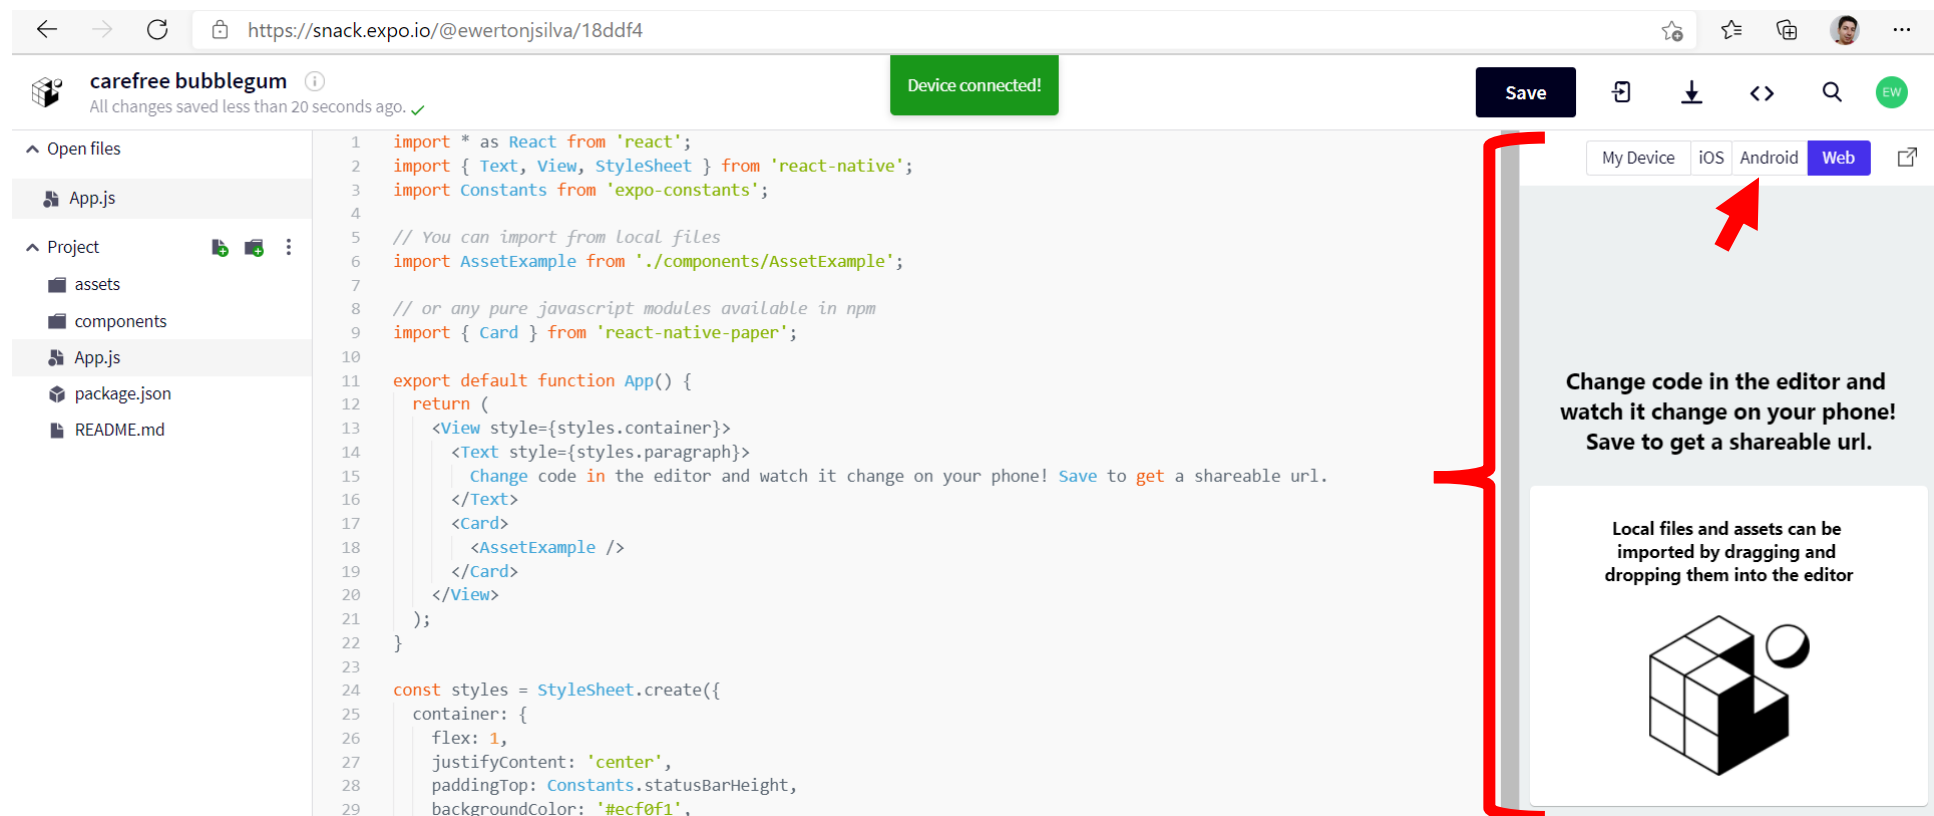 https://snack.expo.io/@ewertonjsilva/18ddf4
carefree bubblegum
All changes saved less than 20 seconds ago.
Device connected!
Save
EW
Open files
App.js
Project
assets
components
App.js
package.json
README.md
1 import * as React from 'react';
2 import { Text, View, StyleSheet } from 'react-native';
3 import Constants from 'expo-constants';
4
5 // You can import from local files
6 import AssetExample from './components/AssetExample';
7
8 // or any pure javascript modules available in npm
9 import { Card } from 'react-native-paper';
10
11 export default function App() {
12 return (
13 <View style={styles.container}>
14 <Text style={styles.paragraph}>
15 Change code in the editor and watch it change on your phone! Save to get a shareable url.
16 </Text>
17 <Card>
18 <AssetExample />
19 </Card>
20 </View>
21 );
22 }
23
24 const styles = StyleSheet.create({
25 container: {
26 flex: 1,
27 justifyContent: 'center',
28 paddingTop: Constants.statusBarHeight,
29 backgroundColor: '#ecf0f1',
My Device iOS Android Web
Change code in the editor and
watch it change on your phone!
Save to get a shareable url.
Local files and assets can be
imported by dragging and
dropping them into the editor